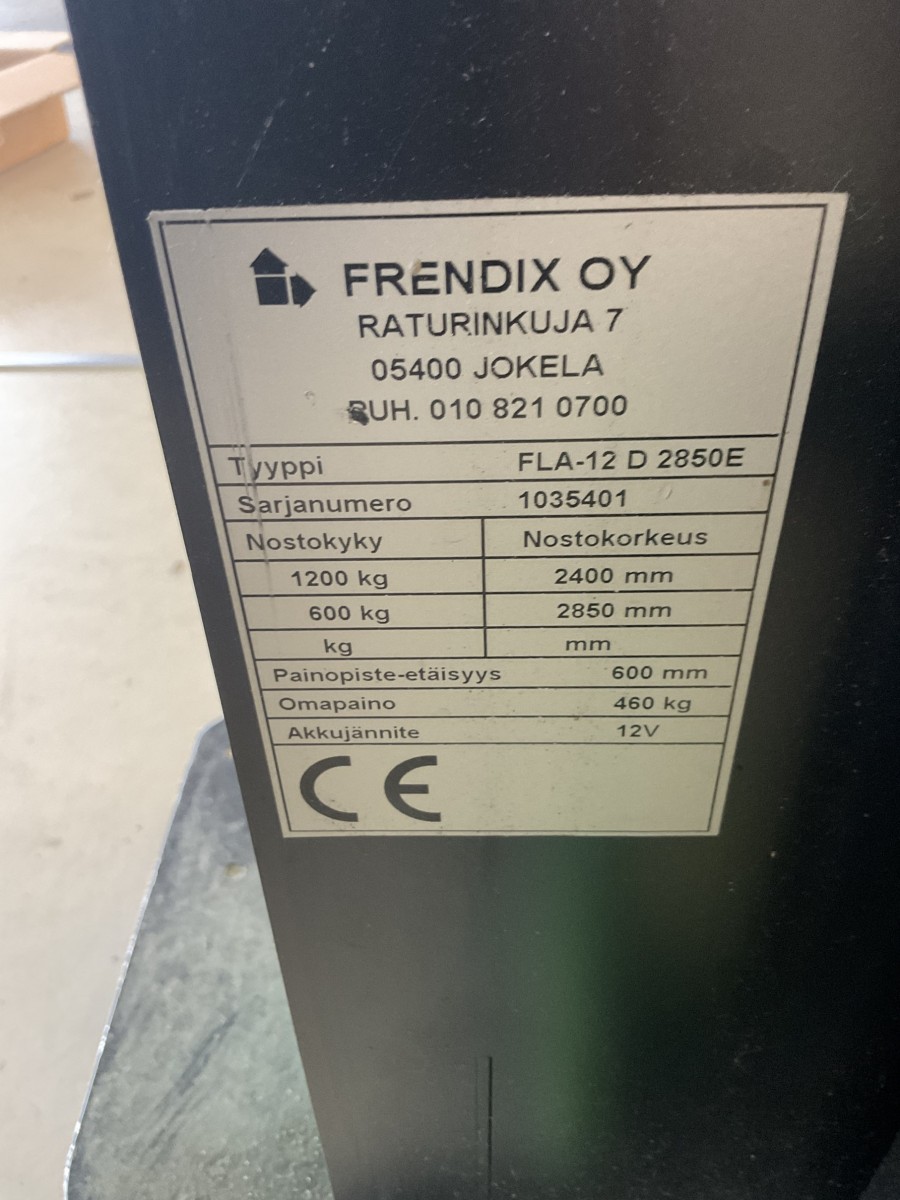 FRENDIX OY
RATURINKUJA 7
05400 JOKELA
PUH. 010 821 0700
Tyyppi FLA-12 D 2850E
Sarjanumero 1035401
Nostokyky Nostokorkeus
1200 kg 2400 mm
600 kg 2850 mm
kg mm
Painopiste-etäisyys 600 mm
Omapaino 460 kg
Akkujännite 12V
CE